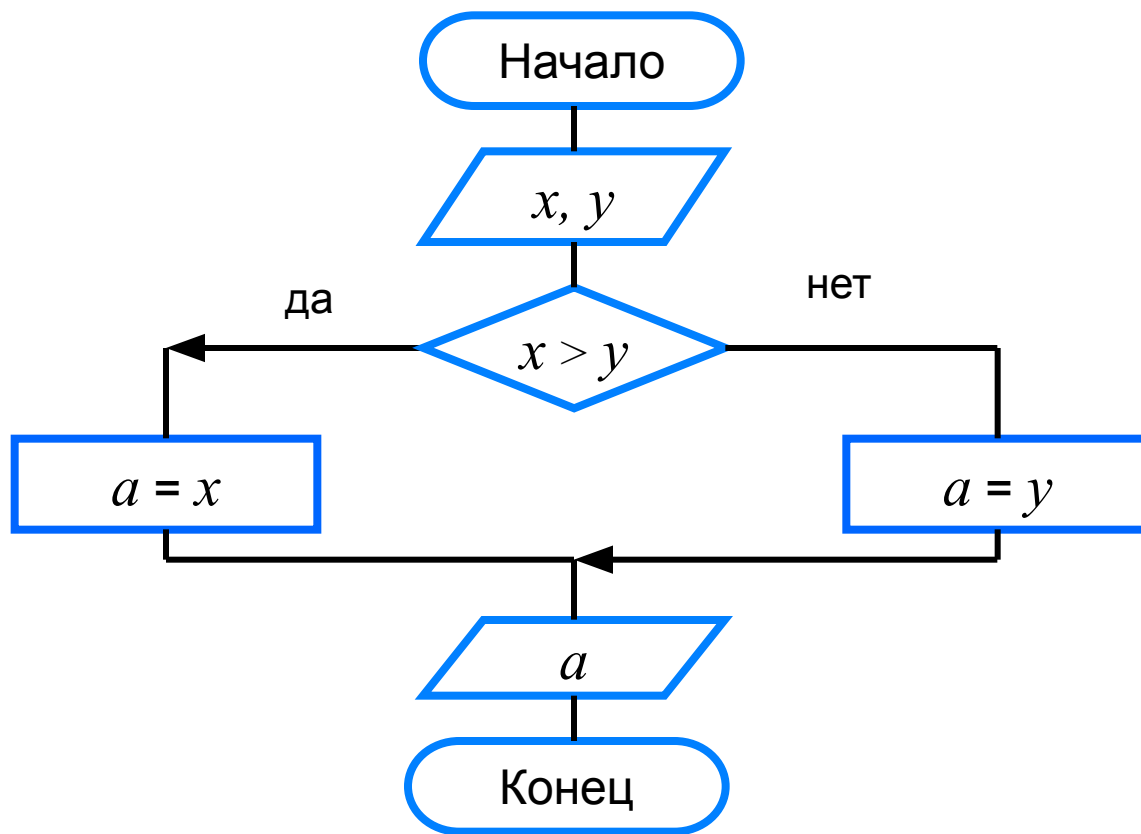 Начало
x, y
да
нет
x > y
a = x
a = y
a
Конец